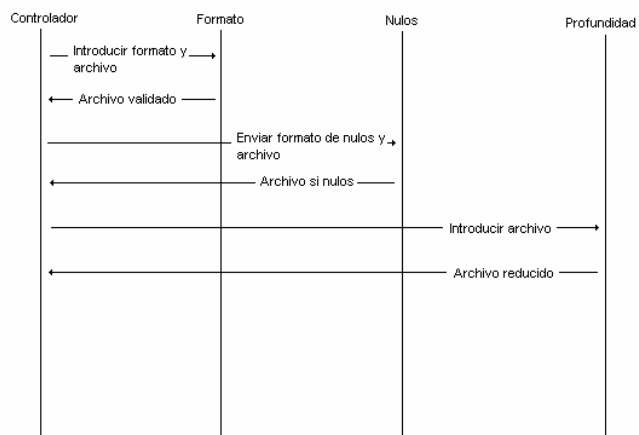 Controlador
Formato
Nulos
Profundidad
Introducir formato y
archivo
Archivo validado
Enviar formato de nulos y
archivo
Archivo si nulos
Introducir archivo
Archivo reducido